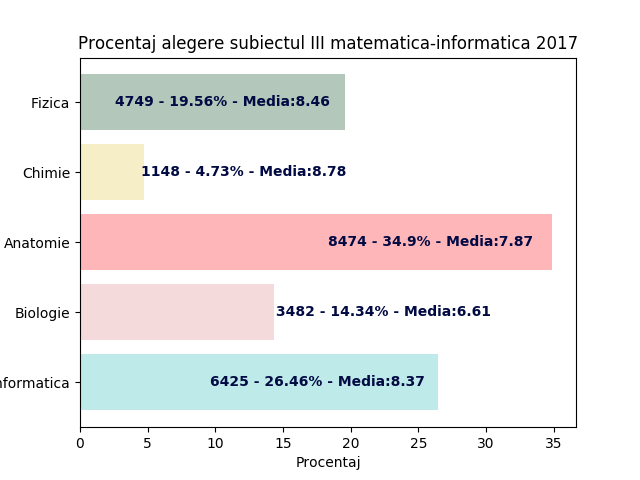 Procentaj alegere subiectul III matematica-informatica 2017
Fizica
4749 - 19.56% - Media:8.46
Chimie
1148 - 4.73% - Media:8.78
Anatomie
8474 - 34.9% - Media:7.87
Biologie
3482 - 14.34% - Media:6.61
nformatica
6425 - 26.46% - Media:8.37
0 5 10 15 20 25 30 35
Procentaj